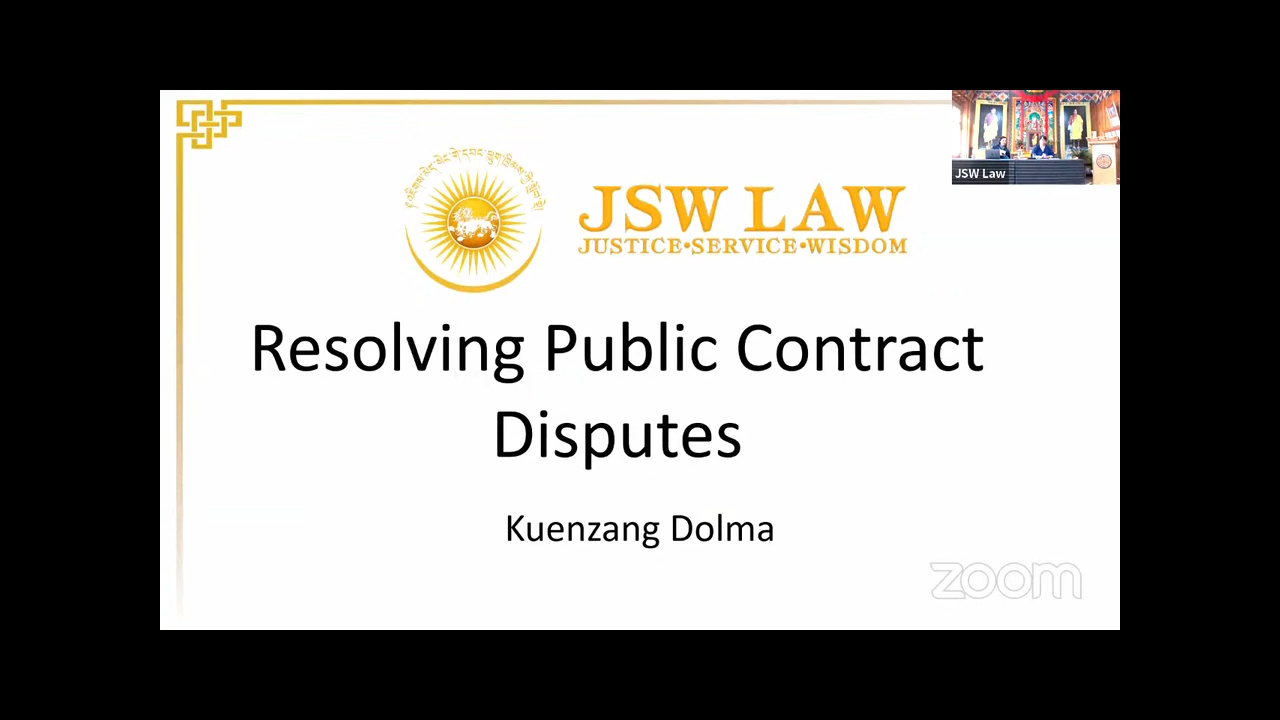 JSW LAW
JUSTICE•SERVICE•WISDOM
JSW Law
Resolving Public Contract
Disputes
Kuenzang Dolma
zoom